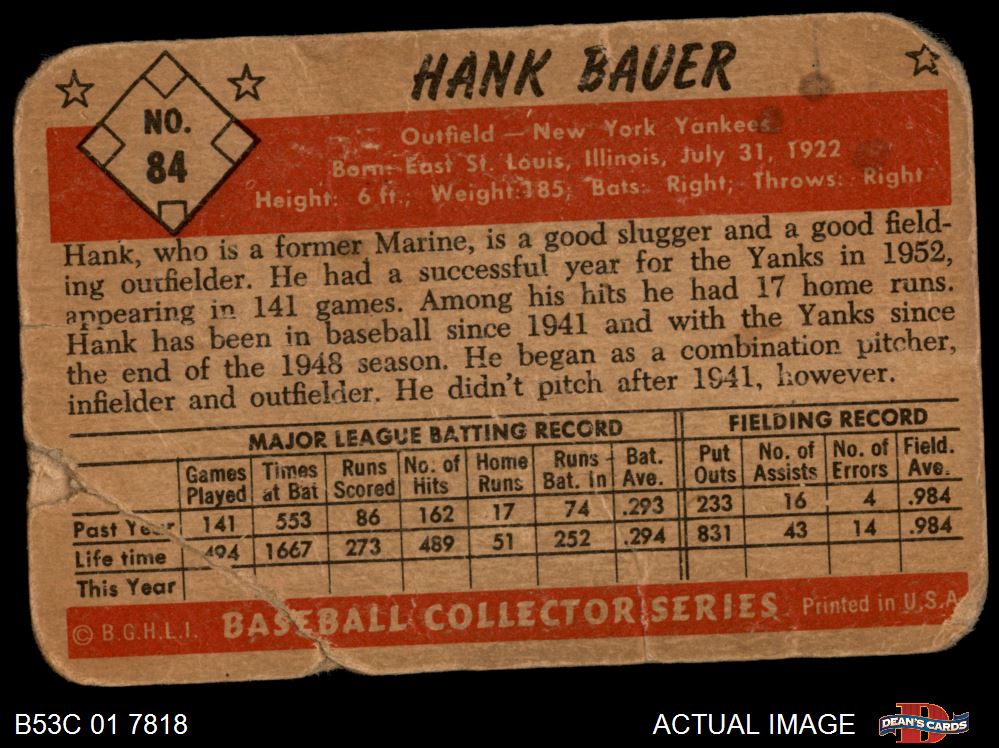 HANK BAUER
NO.
84
Outfield — New York Yankees
Born: East St. Louis, Illinois, July 31, 1922
Height: 6 ft.; Weight: 185; Bats: Right; Throws: Right
Hank, who is a former Marine, is a good slugger and a good field-
ing outfielder. He had a successful year for the Yanks in 1952,
appearing in 141 games. Among his hits he had 17 home runs.
Hank has been in baseball since 1941 and with the Yanks since
the end of the 1948 season. He began as a combination pitcher,
infielder and outfielder. He didn't pitch after 1941, however.
MAJOR LEAGUE BATTING RECORD FIELDING RECORD
Games Times Runs No. of Home Runs Bat. Put No. of No. of Field.
Played at Bat Scored Hits Runs Bat. In Ave. Outs Assists Errors Ave.
Past Year 141 553 86 162 17 74 .293 233 16 4 .984
Life time 494 1667 273 489 51 252 .294 831 43 14 .984
This Year
© B.G.H.L.I. BASEBALL COLLECTOR SERIES Printed in U.S.A.
B53C 01 7818 ACTUAL IMAGE DEAN'S CARDS